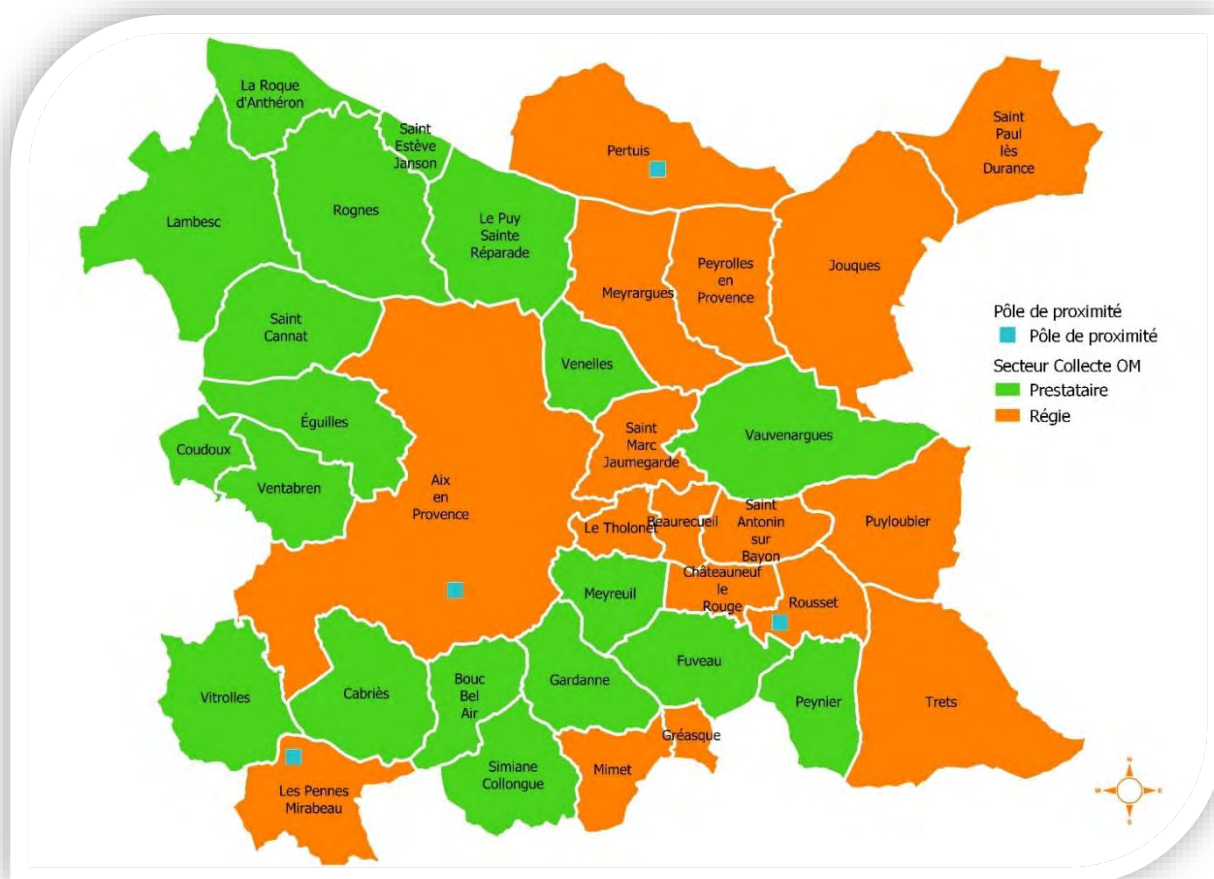 La Roque
d'Anthéron
Saint
Estève
Janson
Pertuis
Saint
Paul
lès
Durance
Lambesc
Rognes
Le Puy
Sainte
Réparade
Meyrargues
Peyrolles
en
Provence
Jouques
Saint
Cannat
Venelles
Pôle de proximité
Pôle de proximité
Secteur Collecte OM
Prestataire
Régie
Éguilles
Coudoux
Ventabren
Aix
en
Provence
Saint
Marc
Jaumegarde
Vauvenargues
Le Tholonet
Beaurecueil
Saint
Antonin
sur
Bayon
Puyloubier
Meyreuil
Châteauneuf
le
Rouge
Rousset
Vitrolles
Cabriès
Bouc
Bel
Air
Gardanne
Fuveau
Peynier
Trets
Les Pennes
Mirabeau
Simiane
Collongue
Mimet
Gréasque